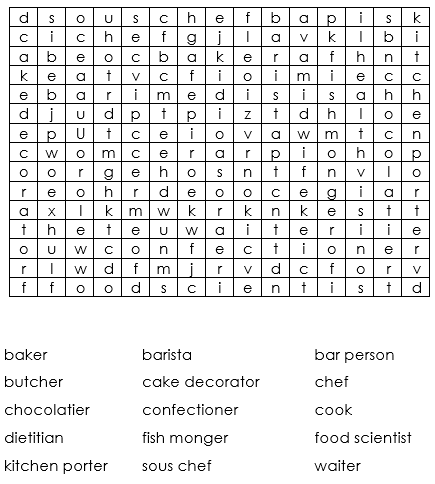 d s o u s c h e f b a p i s k
c i c h e f g j l a v k l b i
a b e o c b a k e r a f h n t
k e a t v c f i o i m i e c c
e b a r i m e d i s i s a h h
d j u d p t p i z t d h l o e
e p U t c e i o v a w m t c n
c w o m c e r a r p i o h o p
o o r g e h o s n t f n v l o
r e o h r d e o o c e g i a r
a x l k m w k r k n k e s t t
t h e t e u w a i t e r i i e
o u w c o n f e c t i o n e r
r l w d f m j r v d c f o r v
f f o o d s c i e n t i s t d
baker barista bar person
butcher cake decorator chef
chocolatier confectioner cook
dietitian fish monger food scientist
kitchen porter sous chef waiter